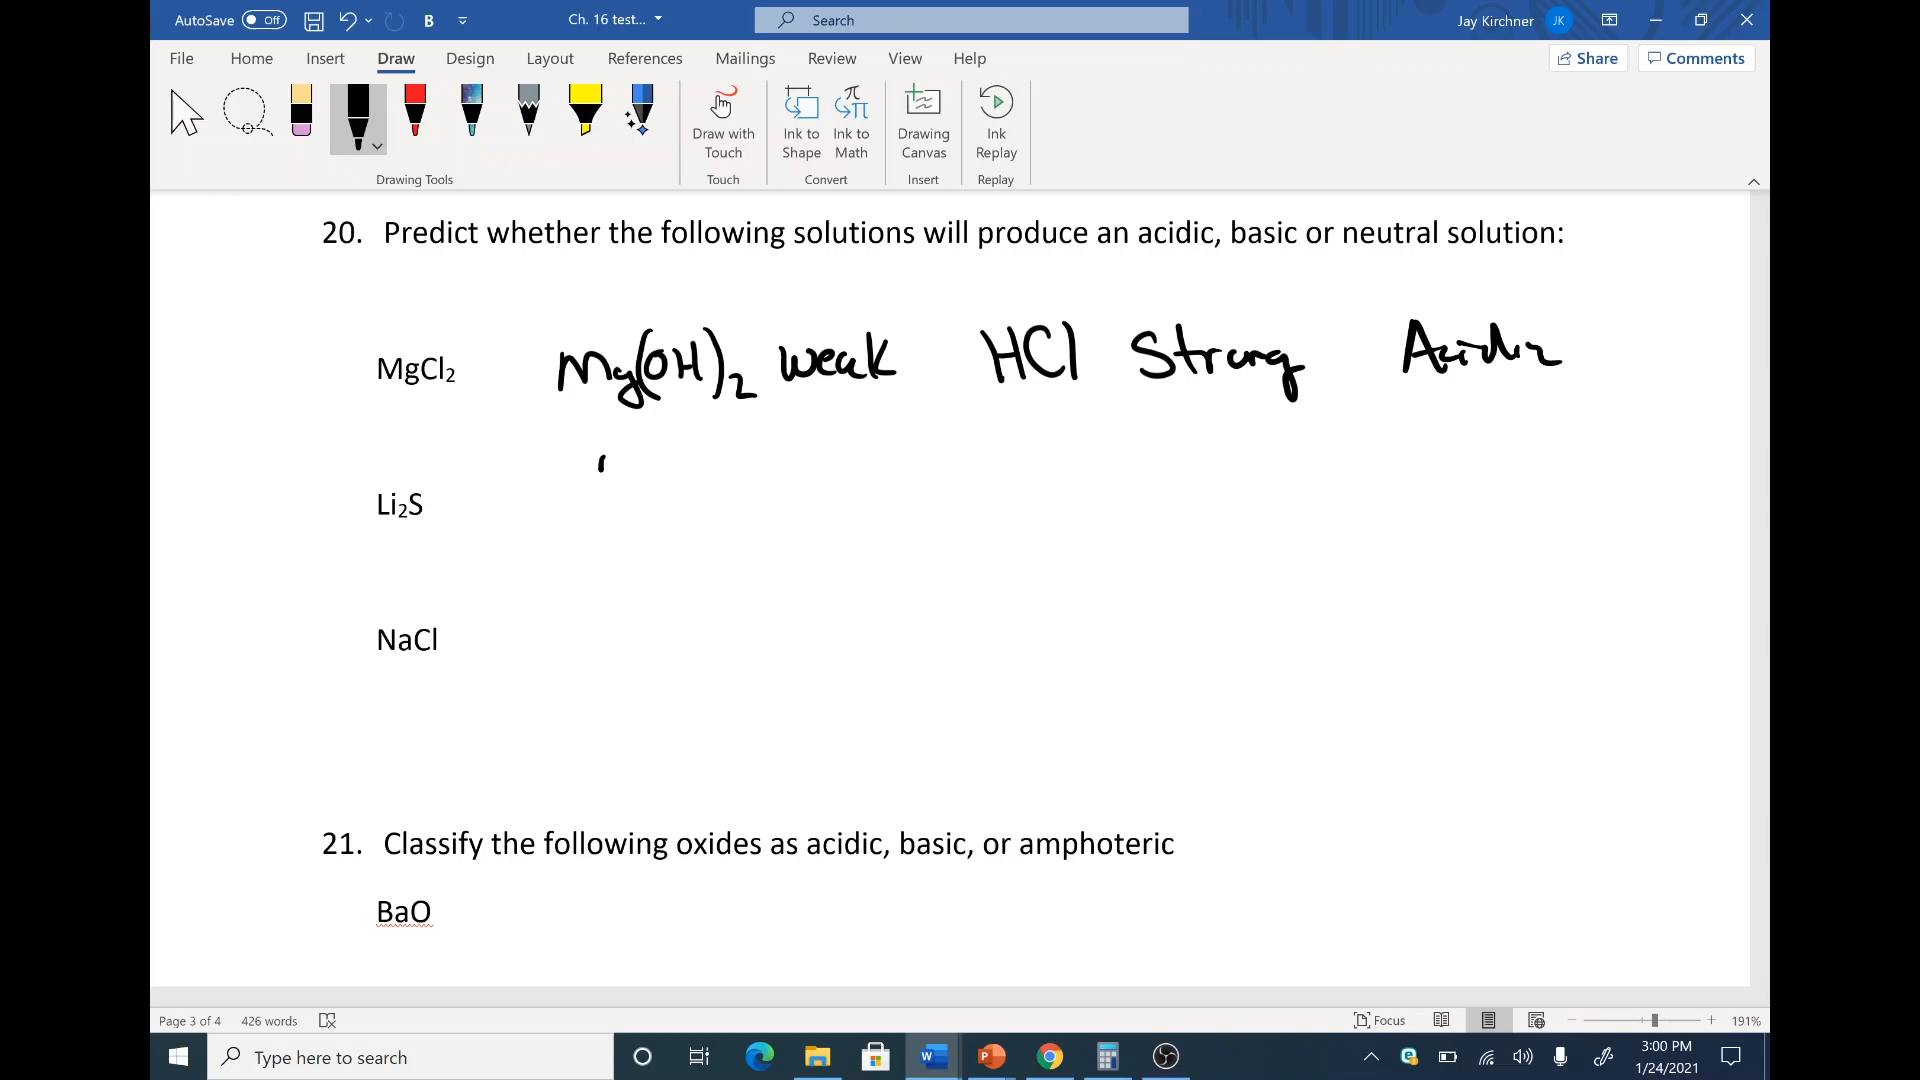 AutoSave Off B Ch. 16 test... Search Jay Kirchner JK
File Home Insert Draw Design Layout References Mailings Review View Help Share Comments
Draw with Touch Ink to Shape Ink to Math Drawing Canvas Ink Replay
Drawing Tools Touch Convert Insert Replay
20. Predict whether the following solutions will produce an acidic, basic or neutral solution:
MgCl₂ Mg(OH)₂ weak HCl Strong Acidic
Li₂S
NaCl
21. Classify the following oxides as acidic, basic, or amphoteric
BaO
Page 3 of 4 426 words Focus 191%
Type here to search 3:00 PM
1/24/2021